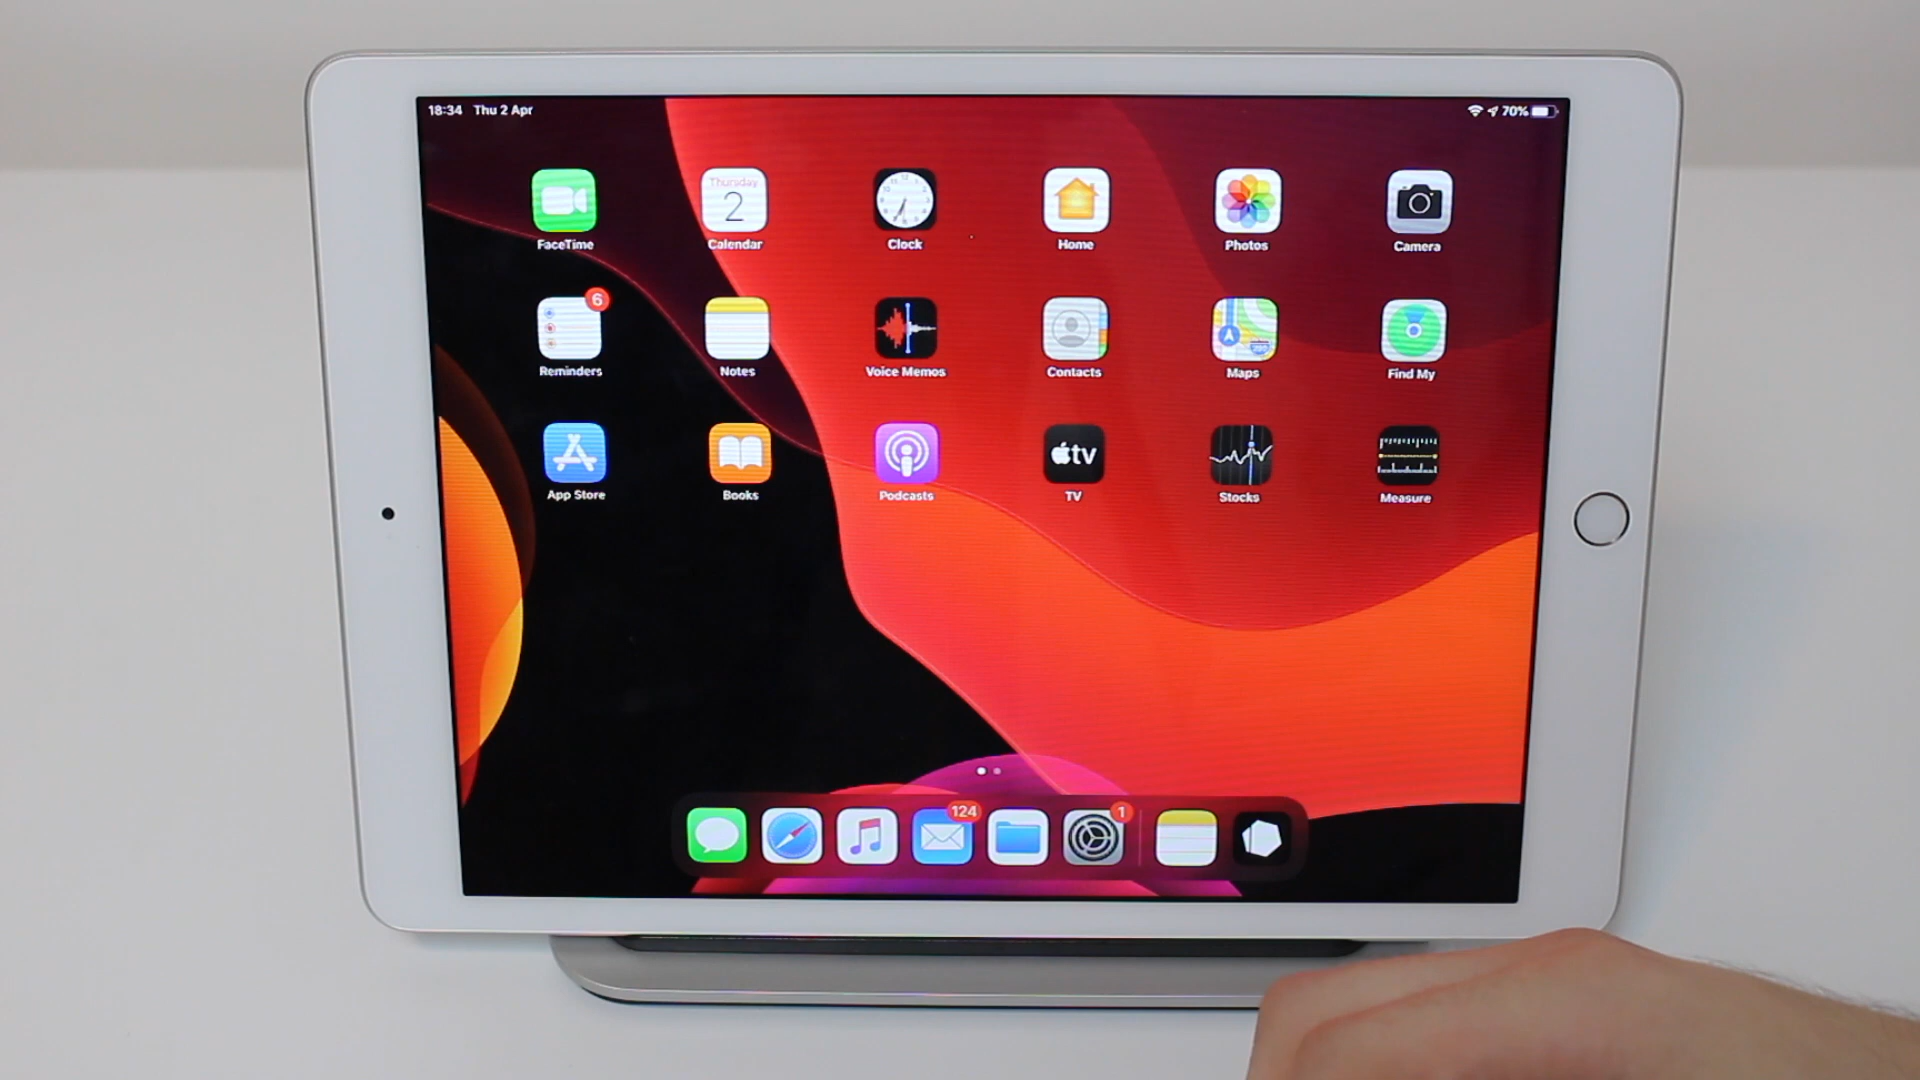 18:34 Thu 2 Apr
70%
Thursday
2
FaceTime
Calendar
Clock
Home
Photos
Camera
6
Reminders
Notes
Voice Memos
Contacts
Maps
Find My
tv
App Store
Books
Podcasts
TV
Stocks
Measure
124
1